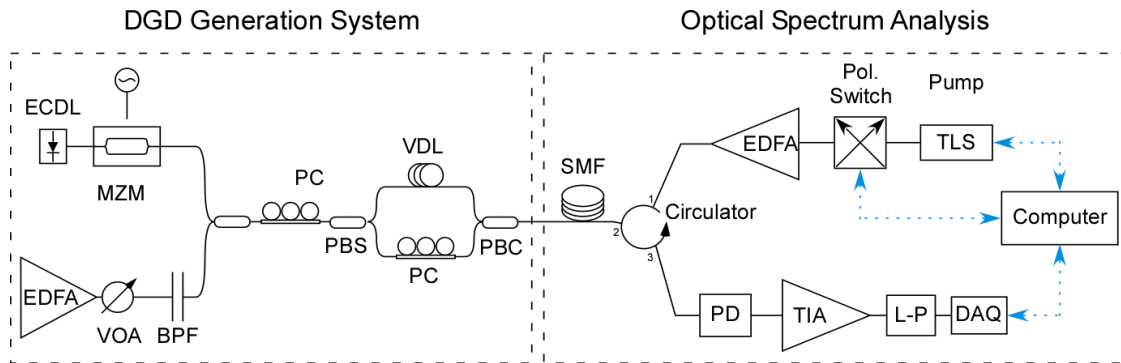 DGD Generation System
Optical Spectrum Analysis
ECDL
MZM
EDFA
VOA
BPF
PC
PBS
VDL
PC
PBC
SMF
1
2
3
Circulator
EDFA
Pol.
Switch
Pump
TLS
Computer
PD
TIA
L-P
DAQ